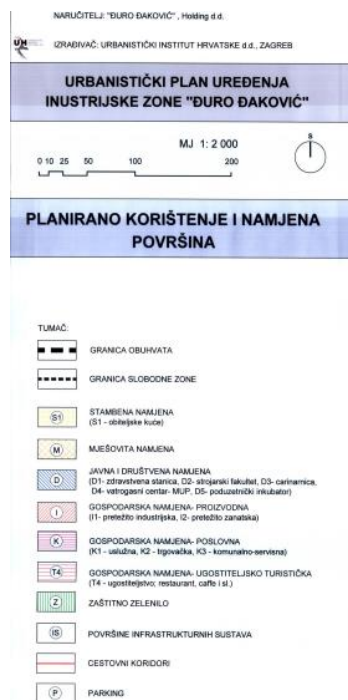 NARUČITELJ: "ĐURO ĐAKOVIĆ" , Holding d.d.
IZRAĐIVAČ: URBANISTIČKI INSTITUT HRVATSKE d.d., ZAGREB
URBANISTIČKI PLAN UREĐENJA
INUSTRIJSKE ZONE "ĐURO ĐAKOVIĆ"
MJ 1: 2 000
S
0 10 25 50 100 200
PLANIRANO KORIŠTENJE I NAMJENA
POVRŠINA
TUMAČ:
GRANICA OBUHVATA
GRANICA SLOBODNE ZONE
S1 STAMBENA NAMJENA
(S1 - obiteljske kuće)
M MJEŠOVITA NAMJENA
D JAVNA I DRUŠTVENA NAMJENA
(D1- zdravstvena stanica, D2- strojarski fakultet, D3- carinarnica,
D4- vatrogasni centar- MUP, D5- poduzetnički inkubator)
I GOSPODARSKA NAMJENA- PROIZVODNA
(I1- pretežito industrijska, I2- pretežito zanatska)
K GOSPODARSKA NAMJENA- POSLOVNA
(K1 - uslužna, K2 - trgovačka, K3 - komunalno-servisna)
T4 GOSPODARSKA NAMJENA- UGOSTITELJSKO TURISTIČKA
(T4 - ugostiteljstvo; restaurant, caffe i sl.)
Z ZAŠTITNO ZELENILO
IS POVRŠINE INFRASTRUKTURNIH SUSTAVA
CESTOVNI KORIDORI
P PARKING